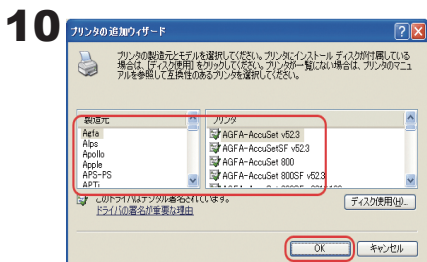 10
プリンタの追加ウィザード
プリンタの製造元とモデルを選択してください。プリンタにインストール ディスクが付属している
場合は、[ディスク使用] をクリックしてください。プリンタが一覧にない場合は、プリンタのマニュ
アルを参照して互換性のあるプリンタを選択してください。
製造元
Agfa
Alps
Apollo
Apple
APS-PS
APTi
プリンタ
AGFA-AccuSet v52.3
AGFA-AccuSetSF v52.3
AGFA-AccuSet 800
AGFA-AccuSet 800SF v52.3
このドライバはデジタル署名されています。
ドライバの署名が重要な理由
ディスク使用(H)...
OK
キャンセル